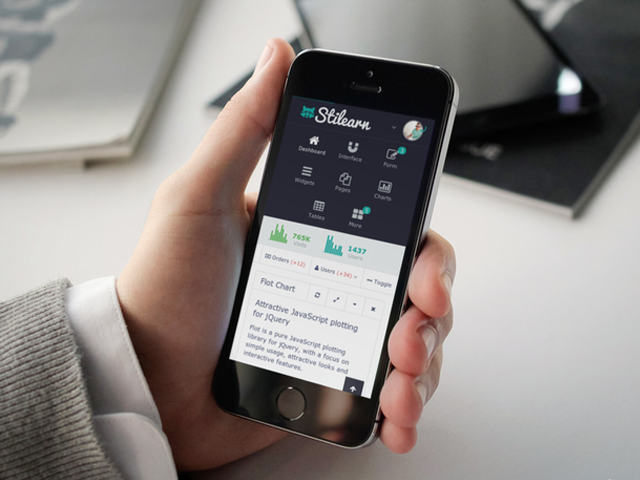 Stilearn
Dashboard
Interface
Form
Widgets
Pages
Charts
Tables
More
765K
Visits
1437
Users
Orders (+12)
Users (+34)
Toggle
Flot Chart
Attractive JavaScript plotting
for jQuery
Flot is a pure JavaScript plotting
library for jQuery, with a focus on
simple usage, attractive looks and
interactive features.